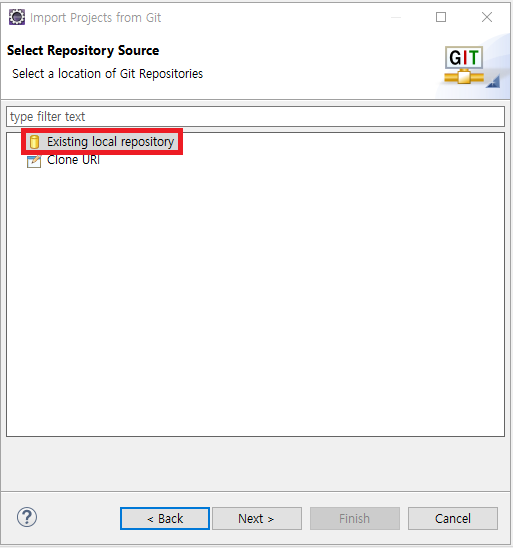 Import Projects from Git
Select Repository Source
Select a location of Git Repositories
GIT
type filter text
Existing local repository
Clone URI
?
< Back
Next >
Finish
Cancel